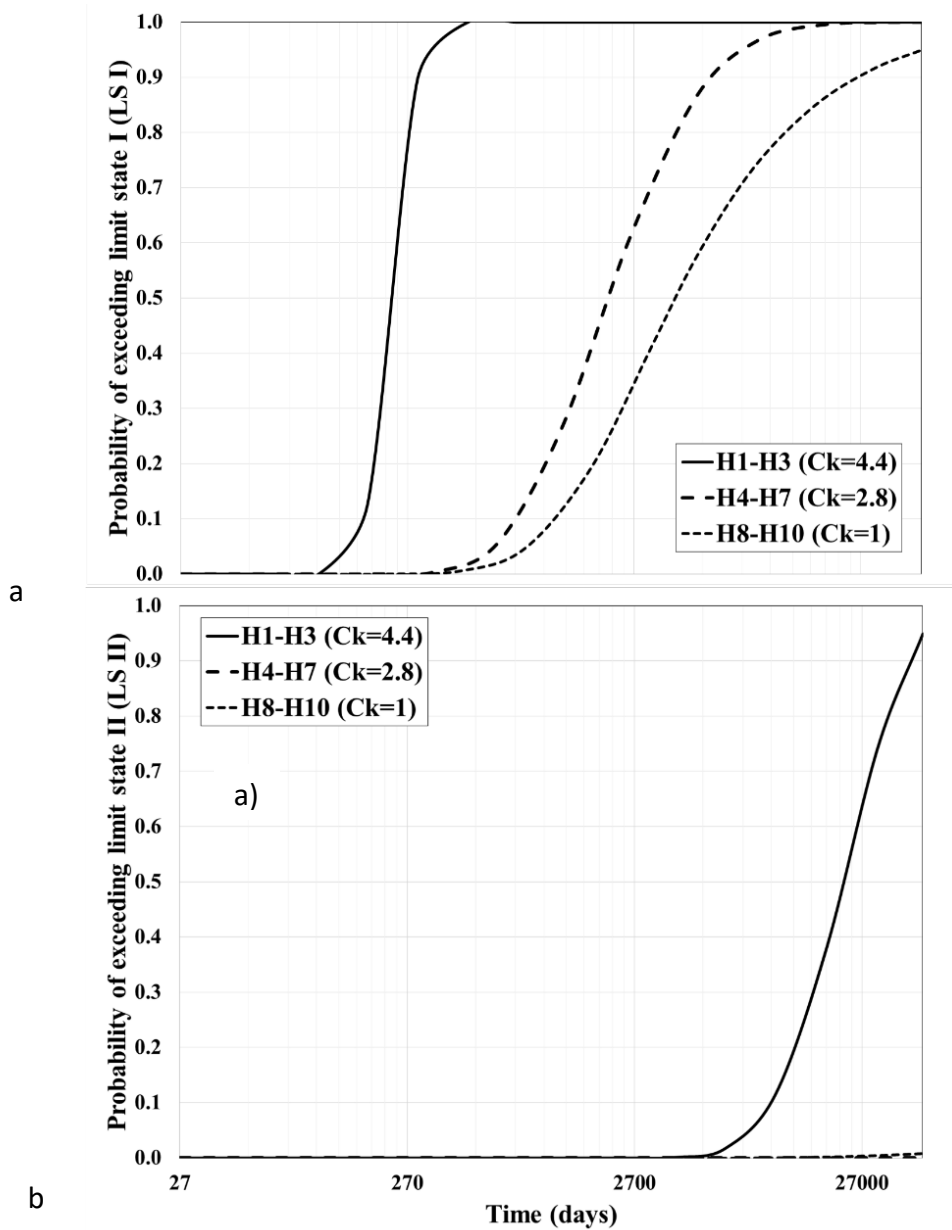 Probability of exceeding limit state I (LS I)
1.0
0.9
0.8
0.7
0.6
0.5
0.4
0.3
0.2
0.1
0.0
H1-H3 (Ck=4.4)
H4-H7 (Ck=2.8)
H8-H10 (Ck=1)
a
Probability of exceeding limit state II (LS II)
1.0
0.9
0.8
0.7
0.6
0.5
0.4
0.3
0.2
0.1
0.0
H1-H3 (Ck=4.4)
H4-H7 (Ck=2.8)
H8-H10 (Ck=1)
a)
27
270
2700
27000
Time (days)
b